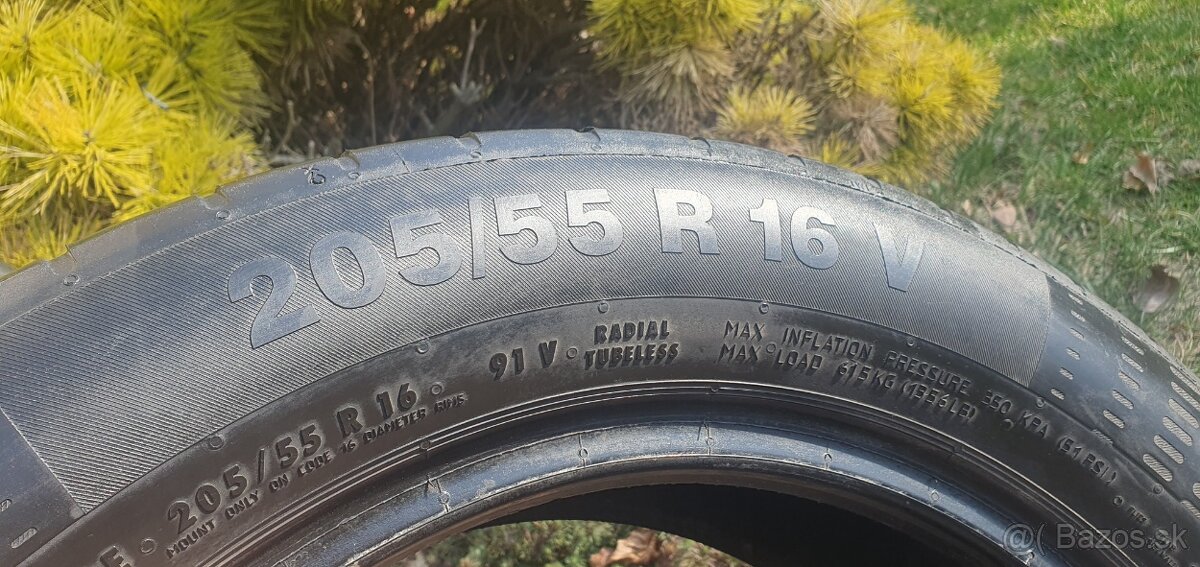 205/55 R 16 V
205/55 R 16
MOUNT ONLY ON CODE 16 DIAMETER RIMS
91 V
RADIAL
TUBELESS
MAX INFLATION PRESSURE 350 KPA (51 PSI)
MAX LOAD 615 KG (1356 LB)
@( Bazos.sk